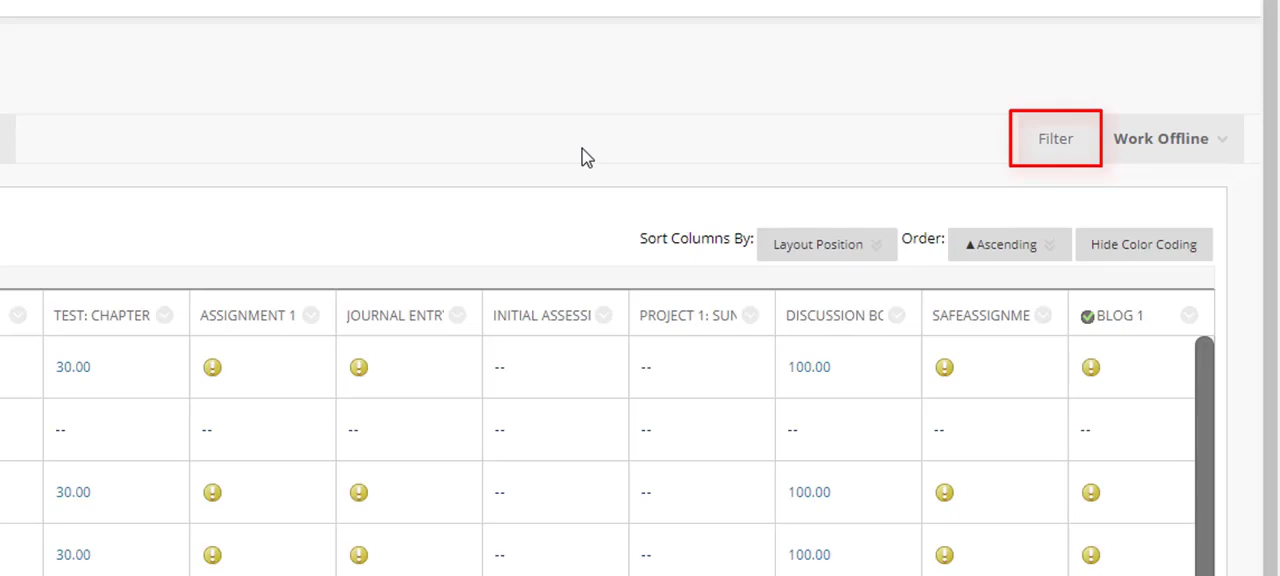 Filter Work Offline
Sort Columns By: Layout Position Order: ▲Ascending Hide Color Coding
TEST: CHAPTER ASSIGNMENT 1 JOURNAL ENTR INITIAL ASSESSI PROJECT 1: SUN DISCUSSION BC SAFEASSIGNME BLOG 1
30.00 -- -- 100.00
-- -- -- -- -- -- -- --
30.00 -- -- 100.00
30.00 -- -- 100.00